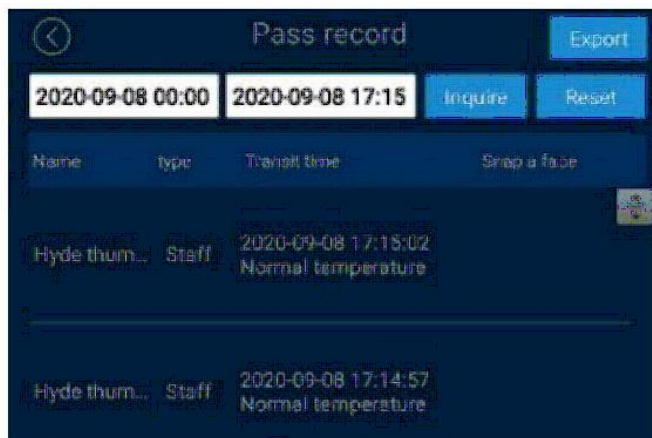 Pass record
Export
2020-09-08 00:00 2020-09-08 17:15 Inquire Reset
Name type Transit time Snap a face
Hyde thum... Staff 2020-09-08 17:15:02
Normal temperature
Hyde thum... Staff 2020-09-08 17:14:57
Normal temperature